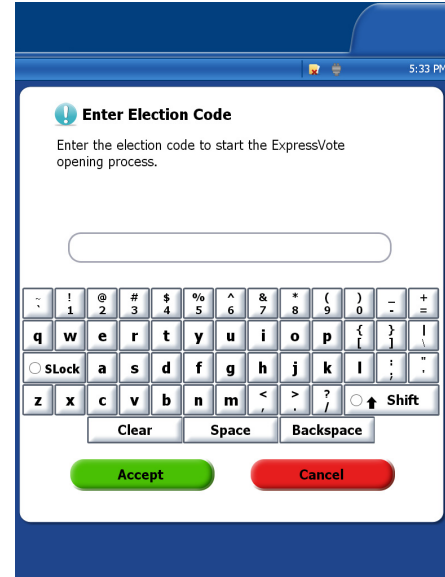 5:33 PM
Enter Election Code
Enter the election code to start the ExpressVote
opening process.
~ ! @ # $ % ^ & * ( ) _ +
` 1 2 3 4 5 6 7 8 9 0 - =
q w e r t y u i o p { } |
[ ] \
SLock a s d f g h j k l : "
; '
z x c v b n m < > ? Shift
, . /
Clear Space Backspace
Accept Cancel